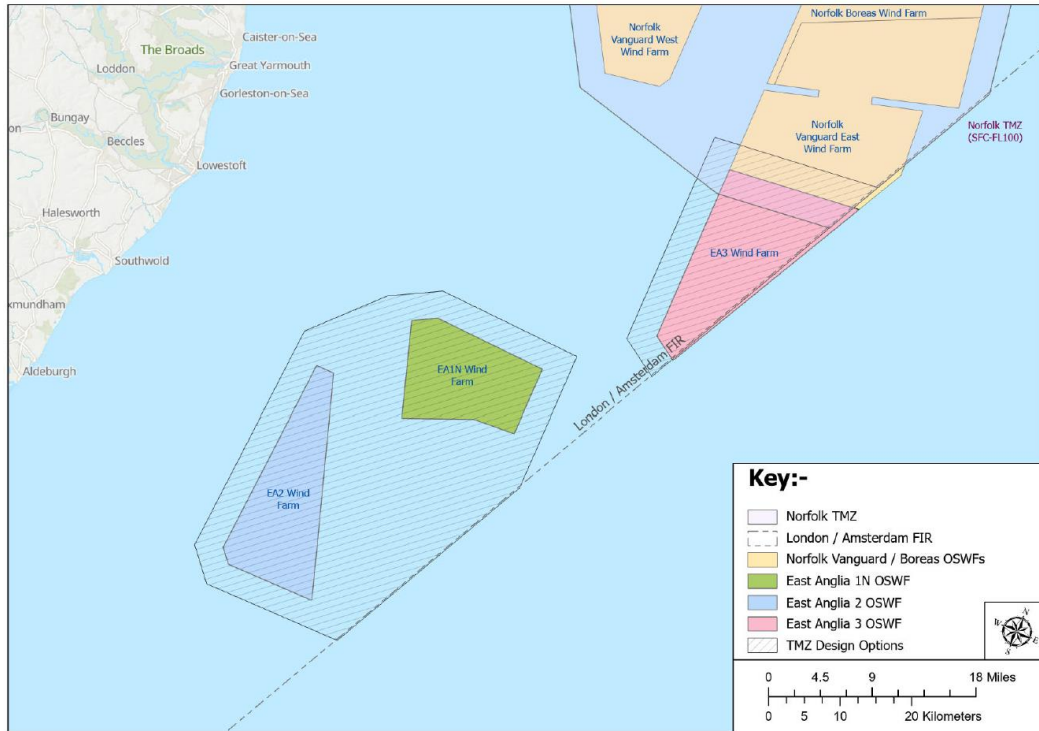 Caister-on-Sea
The Broads
Great Yarmouth
Loddon
Gorleston-on-Sea
on
Bungay
Beccles
Lowestoft
Halesworth
Southwold
xmundham
Aldeburgh
Norfolk
Vanguard West
Wind Farm
Norfolk Boreas Wind Farm
Norfolk
Vanguard East
Wind Farm
Norfolk TMZ
(SFC-FL100)
EA3 Wind Farm
London / Amsterdam FIR
EA1N Wind
Farm
EA2 Wind
Farm
Key:-
Norfolk TMZ
London / Amsterdam FIR
Norfolk Vanguard / Boreas OSWFs
East Anglia 1N OSWF
East Anglia 2 OSWF
East Anglia 3 OSWF
TMZ Design Options
N
W
E
S
0 4.5 9 18 Miles
0 5 10 20 Kilometers